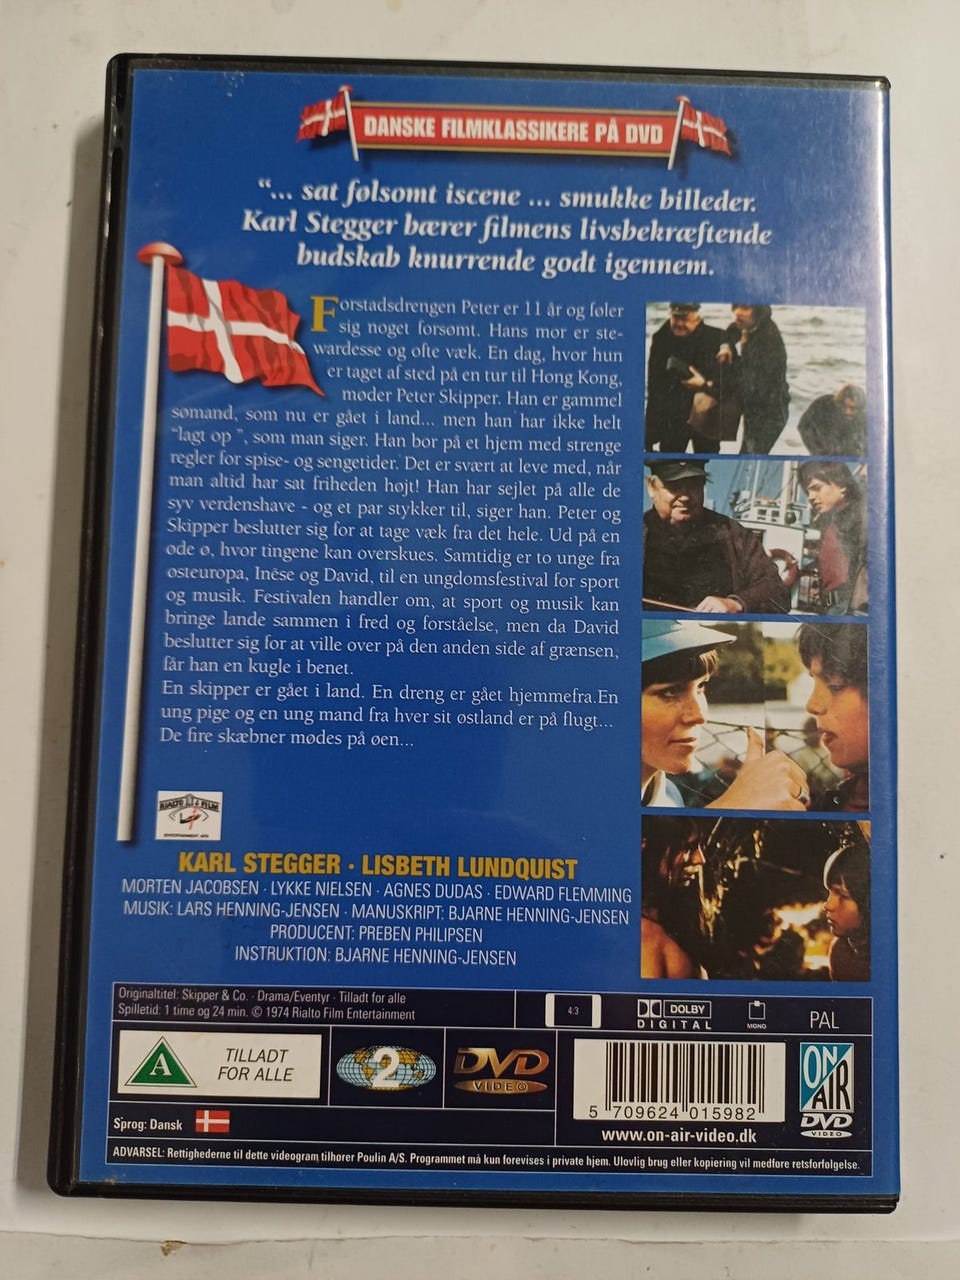 DANSKE FILMKLASSIKERE PÅ DVD
“... sat følsomt iscene ... smukke billeder.
Karl Stegger bærer filmens livsbekræftende
budskab knurrende godt igennem.
Forstadsdrengen Peter er 11 år og føler
sig noget forsømt. Hans mor er ste-
wardesse og ofte væk. En dag, hvor hun
er taget af sted på en tur til Hong Kong,
møder Peter Skipper. Han er gammel
sømand, som nu er gået i land... men han har ikke helt
"lagt op ", som man siger. Han bor på et hjem med strenge
regler for spise- og sengetider. Det er svært at leve med, når
man altid har sat friheden højt! Han har sejlet på alle de
syv verdenshave - og et par stykker til, siger han. Peter og
Skipper beslutter sig for at tage væk fra det hele. Ud på en
øde ø, hvor tingene kan overskues. Samtidig er to unge fra
østeuropa, Inëse og David, til en ungdomsfestival for sport
og musik. Festivalen handler om, at sport og musik kan
bringe lande sammen i fred og forståelse, men da David
beslutter sig for at ville over på den anden side af grænsen,
får han en kugle i benet.
En skipper er gået i land. En dreng er gået hjemmefra.En
ung pige og en ung mand fra hver sit østland er på flugt...
De fire skæbner mødes på øen...
RIALTO FILM
ENTERTAINMENT APS
KARL STEGGER · LISBETH LUNDQUIST
MORTEN JACOBSEN · LYKKE NIELSEN · AGNES DUDAS · EDWARD FLEMMING
MUSIK: LARS HENNING-JENSEN · MANUSKRIPT: BJARNE HENNING-JENSEN
PRODUCENT: PREBEN PHILIPSEN
INSTRUKTION: BJARNE HENNING-JENSEN
Originaltitel: Skipper & Co. · Drama/Eventyr · Tilladt for alle
Spilletid: 1 time og 24 min. © 1974 Rialto Film Entertainment
4:3
DOLBY
DIGITAL
MONO
PAL
A
TILLADT
FOR ALLE
2
DVD
VIDEO
5 709624 015982
www.on-air-video.dk
ON
AIR
DVD
VIDEO
Sprog: Dansk
ADVARSEL: Rettighederne til dette videogram tilhører Poulin A/S. Programmet må kun forevises i private hjem. Ulovlig brug eller kopiering vil medføre retsforfølgelse.